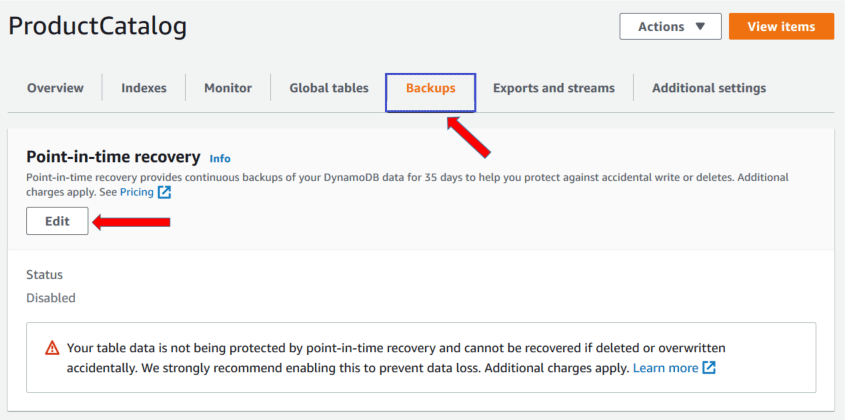 ProductCatalog
Actions
View items
Overview
Indexes
Monitor
Global tables
Backups
Exports and streams
Additional settings
Point-in-time recovery Info
Point-in-time recovery provides continuous backups of your DynamoDB data for 35 days to help you protect against accidental write or deletes. Additional
charges apply. See Pricing
Edit
Status
Disabled
Your table data is not being protected by point-in-time recovery and cannot be recovered if deleted or overwritten
accidentally. We strongly recommend enabling this to prevent data loss. Additional charges apply. Learn more